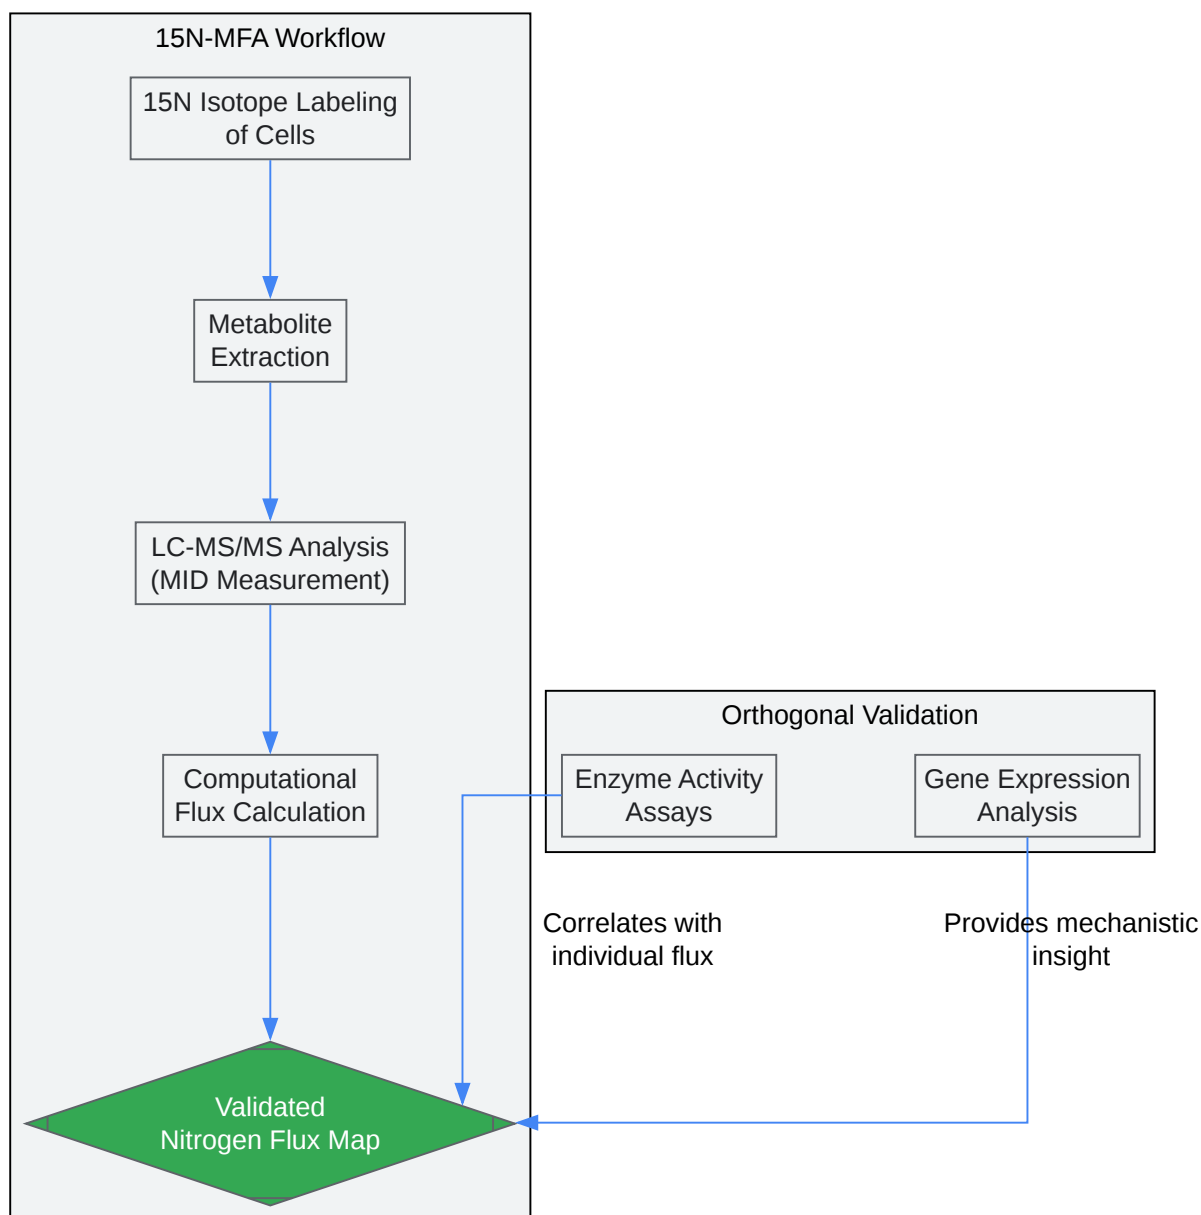 15N-MFA Workflow
15N Isotope Labeling
of Cells
Metabolite
Extraction
LC-MS/MS Analysis
(MID Measurement)
Computational
Flux Calculation
Orthogonal Validation
Enzyme Activity
Assays
Gene Expression
Analysis
Correlates with
individual flux
Provides mechanistic
insight
Validated
Nitrogen Flux Map